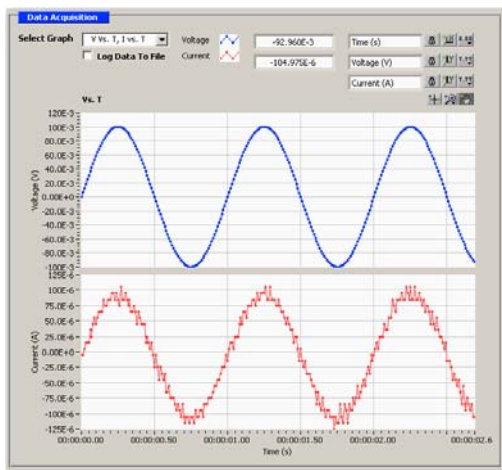 Data Acquisition
Select Graph V Vs. T, I vs. T Voltage -92.960E-3 Time (s)
Log Data To File Current -104.975E-6 Voltage (V)
Current (A)
Vs. T
120E-3
100E-3
80.0E-3
60.0E-3
40.0E-3
20.0E-3
0.00E+0
-20.0E-3
-40.0E-3
-60.0E-3
-80.0E-3
-100E-3
Voltage (V)
125E-6
100E-6
75.0E-6
50.0E-6
25.0E-6
0.00E+0
-25.0E-6
-50.0E-6
-75.0E-6
-100E-6
-125E-6
Current (A)
00:00:00.00 00:00:00.50 00:00:01.00 00:00:01.50 00:00:02.00 00:00:02.6
Time (s)